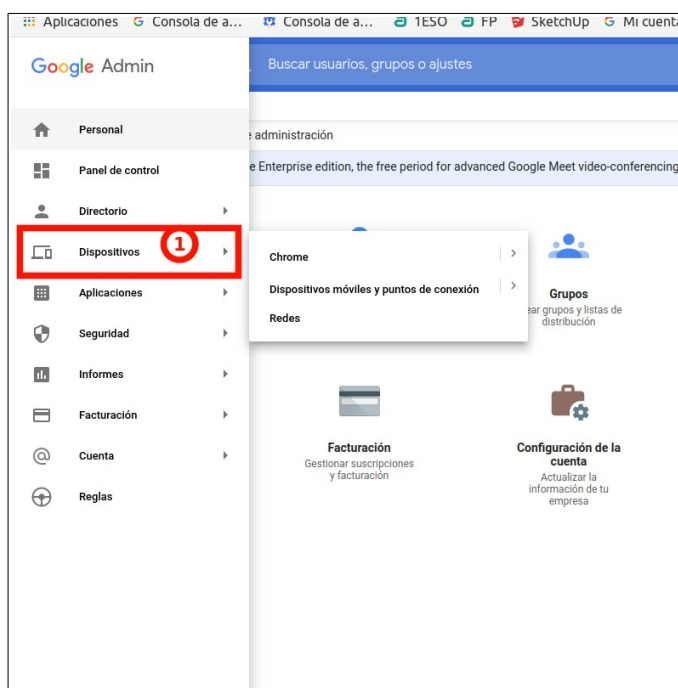 Aplicaciones Consola de a... Consola de a... 1ESO FP SketchUp Mi cuenta
Google Admin
Buscar usuarios, grupos o ajustes
Personal
administración
Panel de control
e Enterprise edition, the free period for advanced Google Meet video-conferencing
Directorio
Dispositivos
1
Chrome
Dispositivos móviles y puntos de conexión
Redes
Aplicaciones
Grupos
ear grupos y listas de
distribución
Seguridad
Informes
Facturación
Cuenta
Reglas
Facturación
Gestionar suscripciones
y facturación
Configuración de la
cuenta
Actualizar la
información de tu
empresa